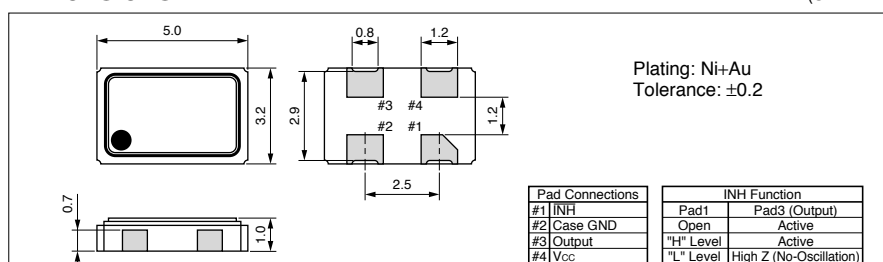 5.0
0.8
1.2
Plating: Ni+Au
Tolerance: ±0.2
3.2
2.9
#3 #4
#2 #1
1.2
2.5
0.7
1.0
Pad Connections
#1 INH
#2 Case GND
#3 Output
#4 Vcc
INH Function
Pad1 Pad3 (Output)
Open Active
"H" Level Active
"L" Level High Z (No-Oscillation)